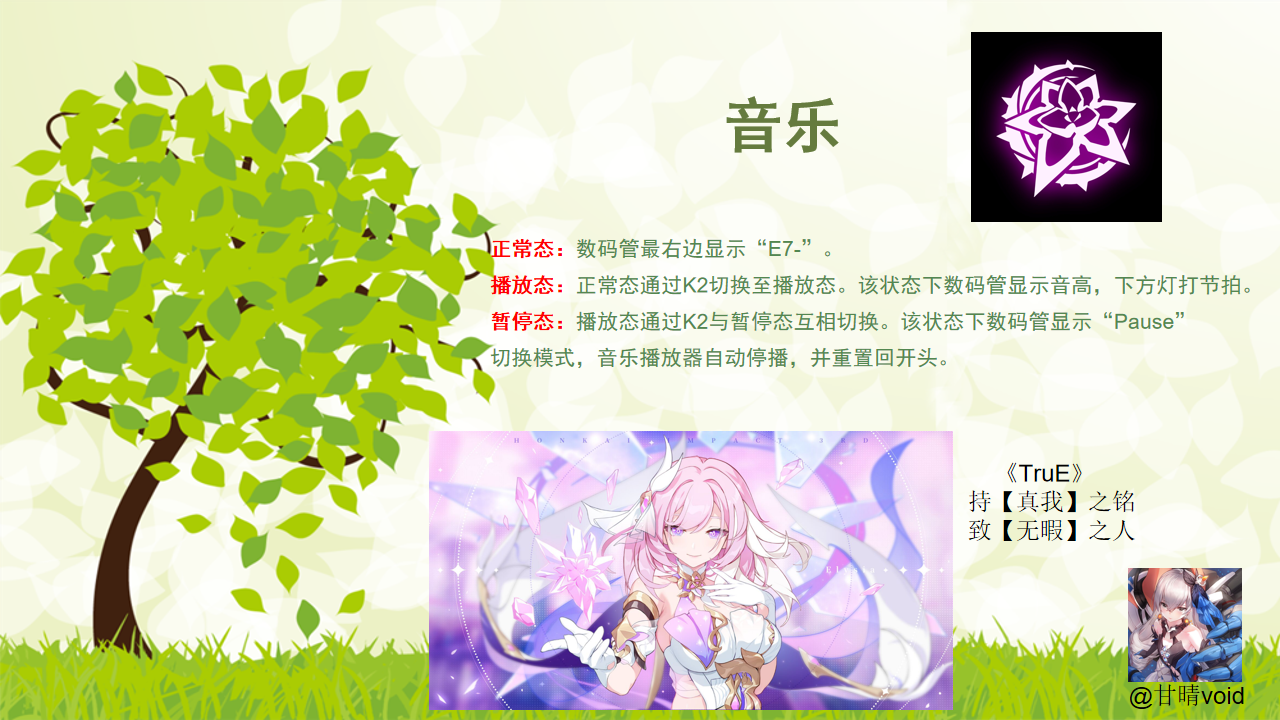 音乐
正常态：数码管最右边显示“E7-”。
播放态：正常态通过K2切换至播放态。该状态下数码管显示音高，下方灯打节拍。
暂停态：播放态通过K2与暂停态互相切换。该状态下数码管显示“Pause”
切换模式，音乐播放器自动停播，并重置回开头。
HONKAI IMPACT 3RD
《TruE》
持【真我】之铭
致【无暇】之人
@甘晴void